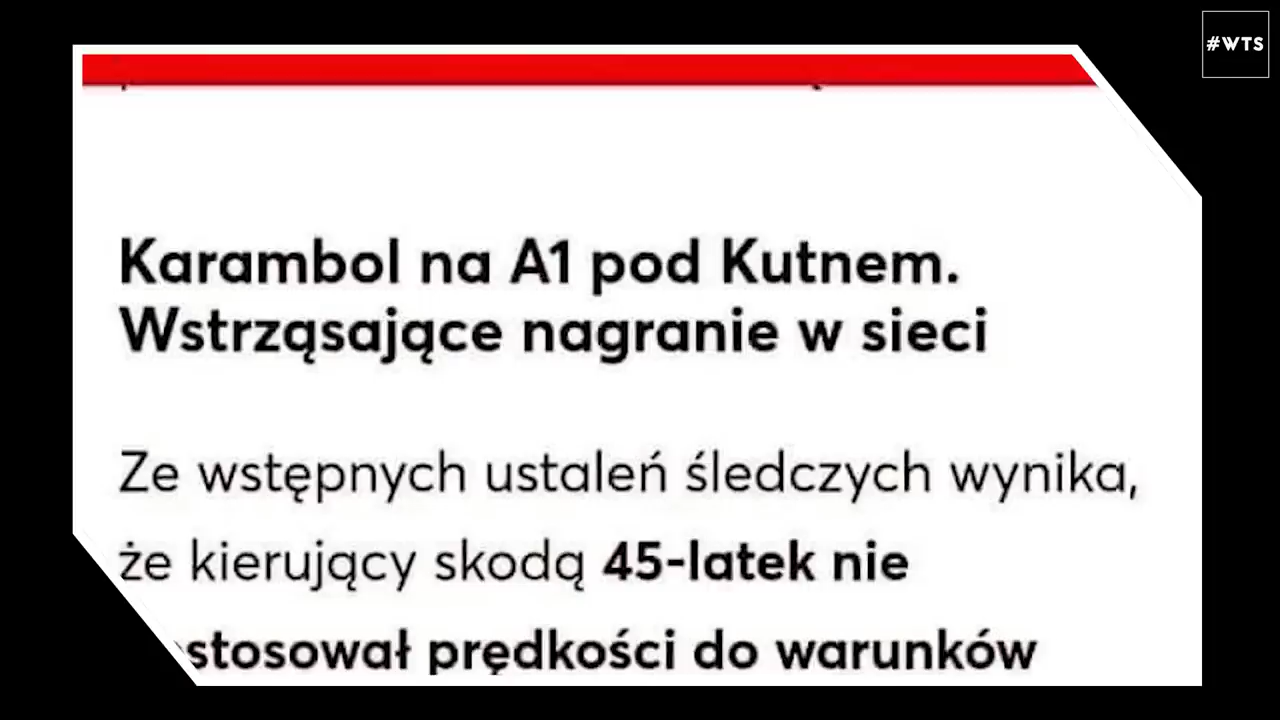 #WTS
Karambol na A1 pod Kutnem.
Wstrząsające nagranie w sieci
Ze wstępnych ustaleń śledczych wynika,
że kierujący skodą 45-latek nie
prędkości do warunków